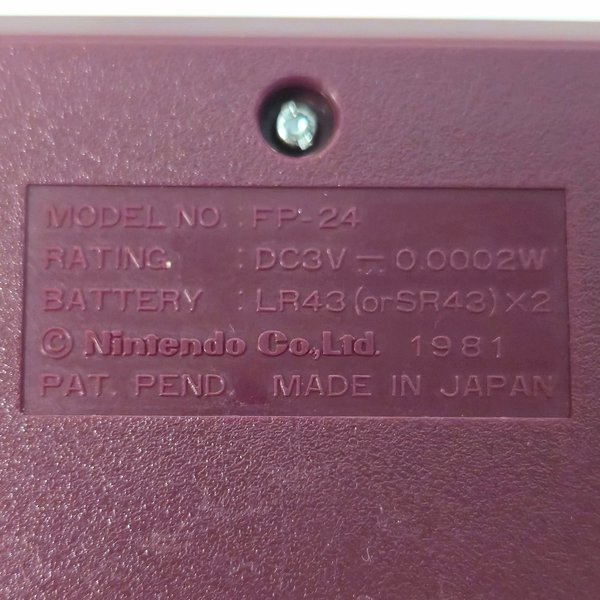 MODEL NO. : FP-24
RATING : DC3V ⎓ 0.0002W
BATTERY : LR43 (or SR43) X2
© Nintendo Co.,Ltd. 1981
PAT. PEND. MADE IN JAPAN